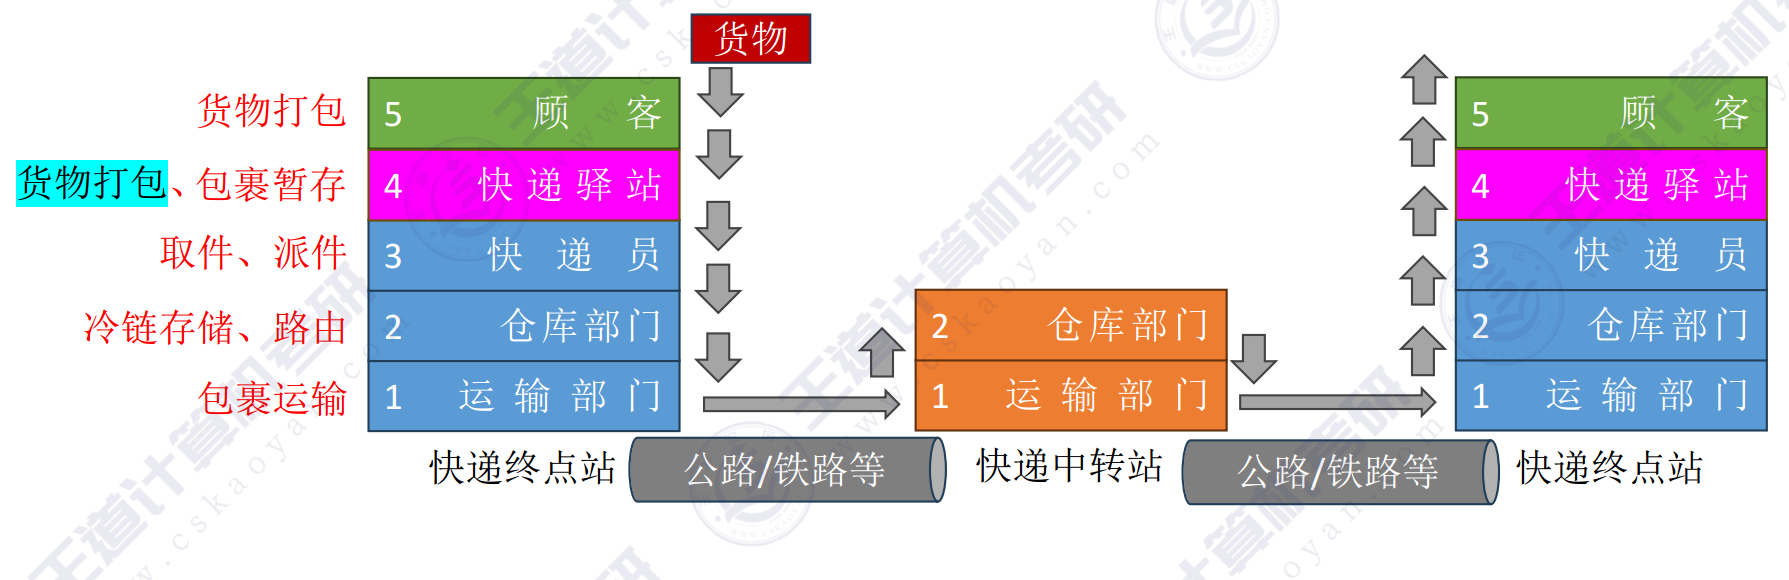 货物
货物打包
5 顾 客
5 顾 客
货物打包、包裹暂存
4 快 递 驿 站
4 快 递 驿 站
取件、派件
3 快 递 员
3 快 递 员
冷链存储、路由
2 仓库部门
2 仓库部门
2 仓库部门
包裹运输
1 运 输 部 门
1 运 输 部 门
1 运 输 部 门
快递终点站
公路/铁路等
快递中转站
公路/铁路等
快递终点站
王道计算机考研
www.cskaoyan.com